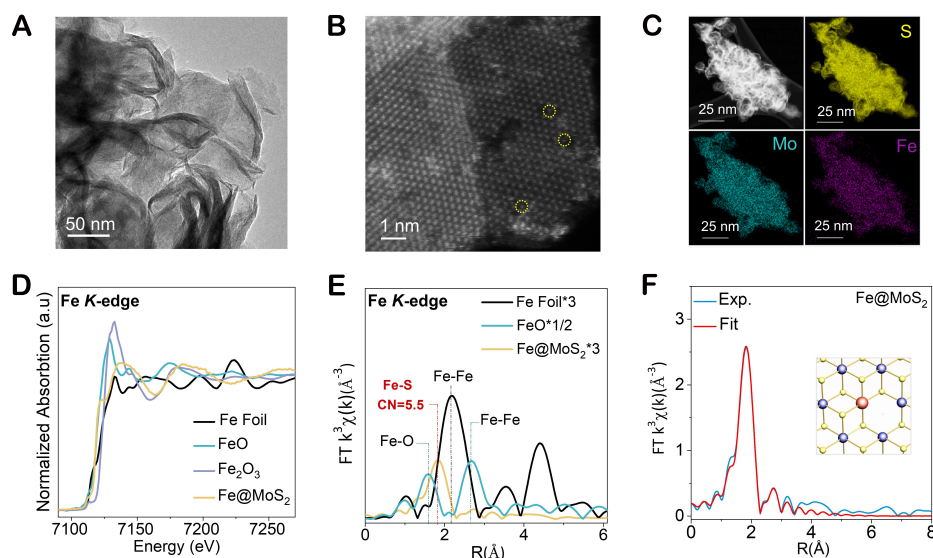 A
50 nm
B
1 nm
C
25 nm
S
25 nm
Mo
25 nm
Fe
25 nm
D
Fe K-edge
Normalized Absorbtion (a.u)
Fe Foil
FeO
Fe₂O₃
Fe@MoS₂
7100 7150 7200 7250
Energy (eV)
E
Fe K-edge
FT k³χ(k)(Å⁻³)
Fe Foil*3
FeO*1/2
Fe@MoS₂*3
Fe-Fe
Fe-S
CN=5.5
Fe-O
Fe-Fe
0 2 4 6
R(Å)
F
Exp.
Fit
Fe@MoS₂
FT k³χ(k)(Å⁻³)
3
2
1
0
0 2 4 6 8
R(Å)